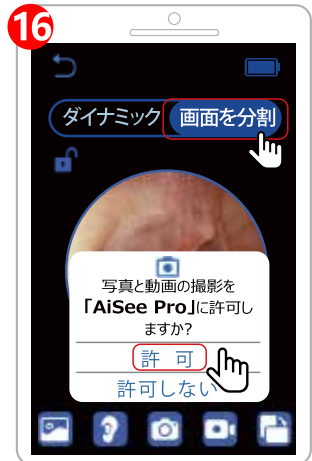 16
ダイナミック 画面を分割
写真と動画の撮影を
「AiSee Pro」に許可し
ますか?
許 可
許可しない